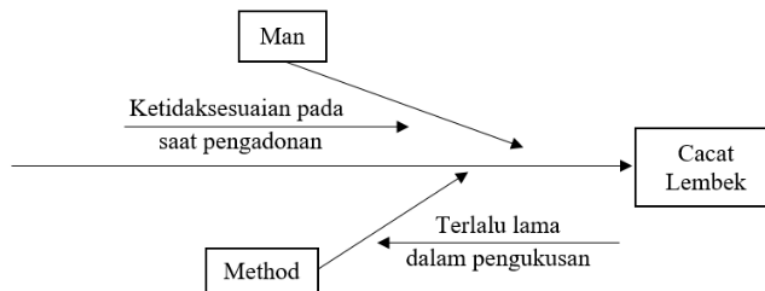 Man
Ketidaksesuaian pada
saat pengadonan
Cacat
Lembek
Terlalu lama
dalam pengukusan
Method